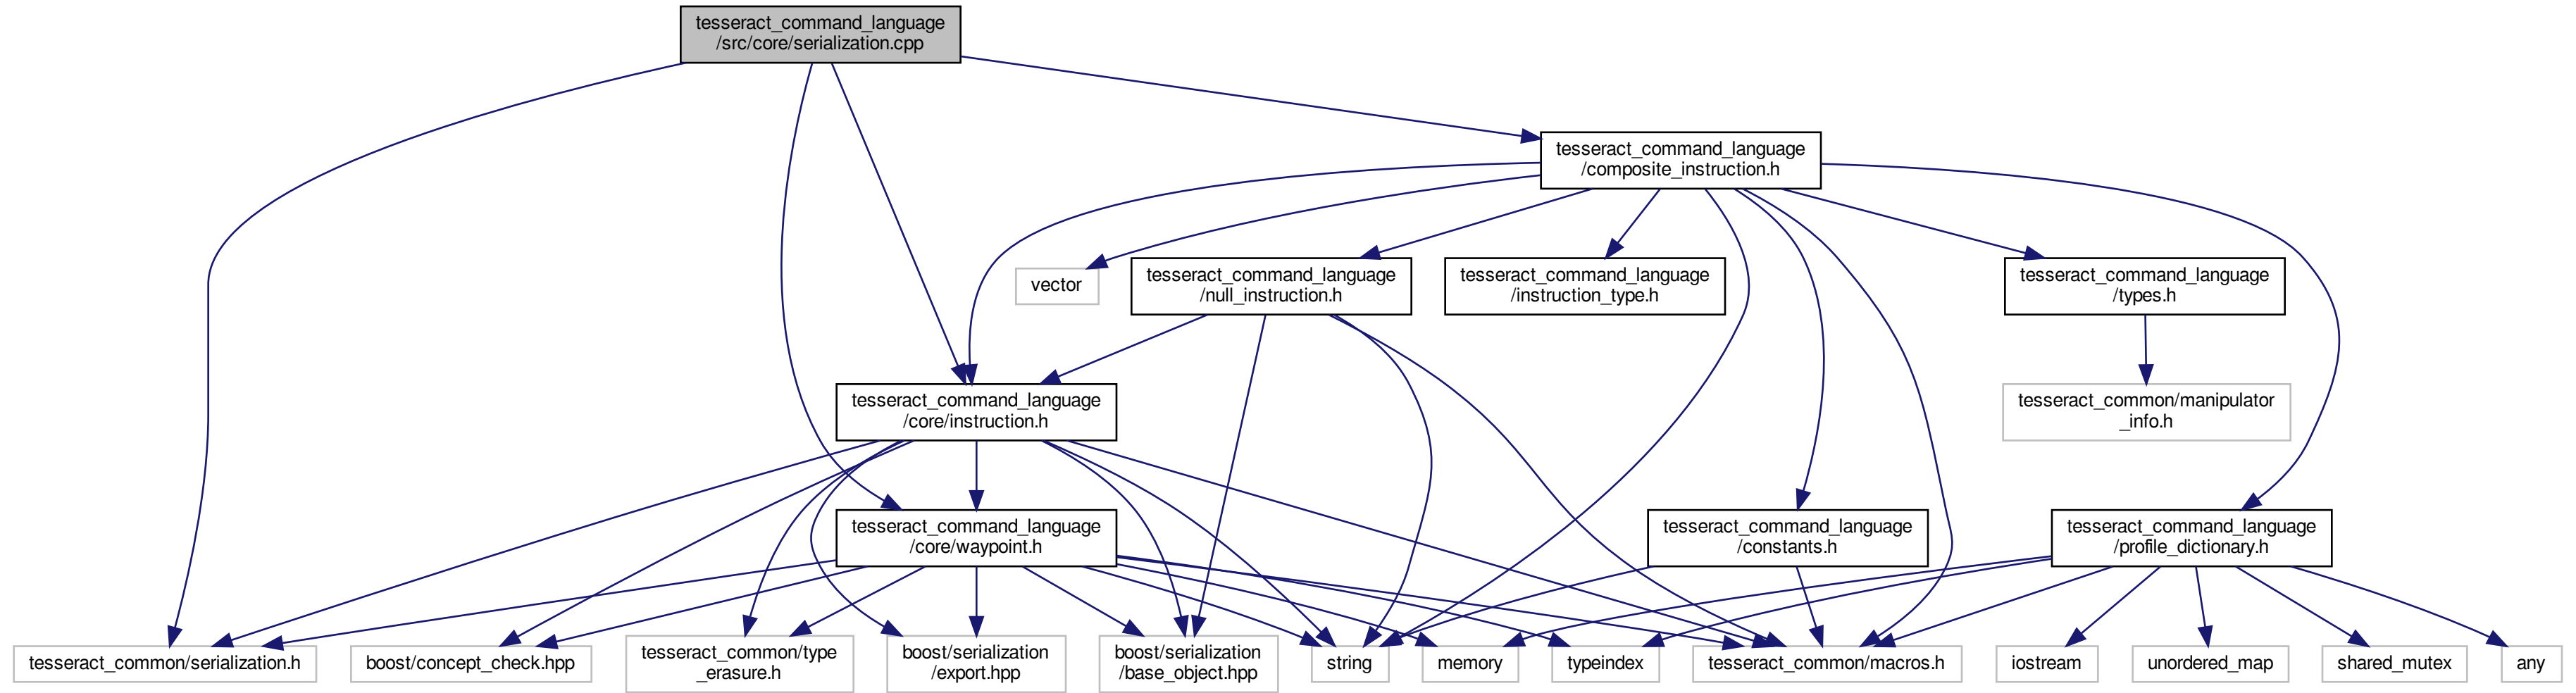 tesseract_command_language
/src/core/serialization.cpp
tesseract_command_language
/composite_instruction.h
vector
tesseract_command_language
/null_instruction.h
tesseract_command_language
/instruction_type.h
tesseract_command_language
/types.h
tesseract_command_language
/core/instruction.h
tesseract_common/manipulator
_info.h
tesseract_command_language
/core/waypoint.h
tesseract_command_language
/constants.h
tesseract_command_language
/profile_dictionary.h
tesseract_common/serialization.h
boost/concept_check.hpp
tesseract_common/type
_erasure.h
boost/serialization
/export.hpp
boost/serialization
/base_object.hpp
string
memory
typeindex
tesseract_common/macros.h
iostream
unordered_map
shared_mutex
any